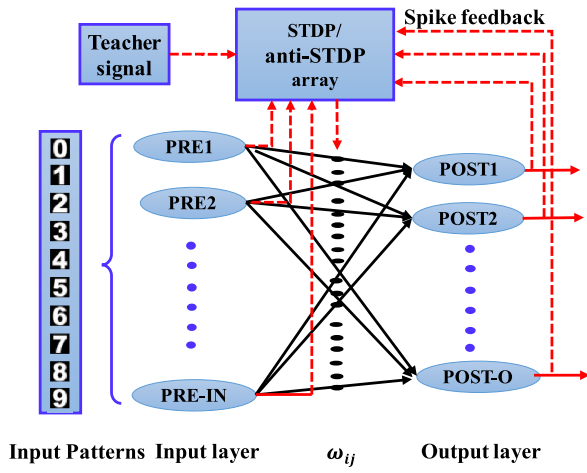 Spike feedback
Teacher
signal
STDP/
anti-STDP
array
0
1
2
3
4
5
6
7
8
9
PRE1
PRE2
PRE-IN
POST1
POST2
POST-O
Input Patterns
Input layer
ω_ij
Output layer